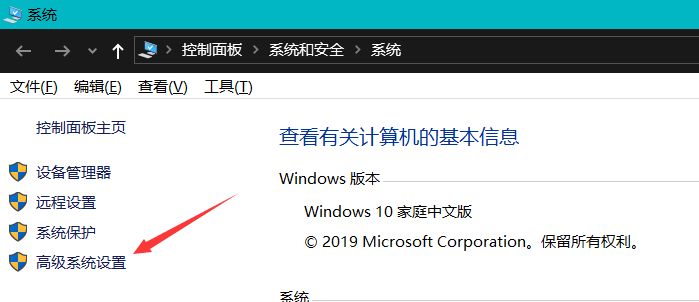 系统
控制面板 系统和安全 系统
文件(F) 编辑(E) 查看(V) 工具(T)
控制面板主页
设备管理器
远程设置
系统保护
高级系统设置
查看有关计算机的基本信息
Windows 版本
Windows 10 家庭中文版
© 2019 Microsoft Corporation。保留所有权利。
系统